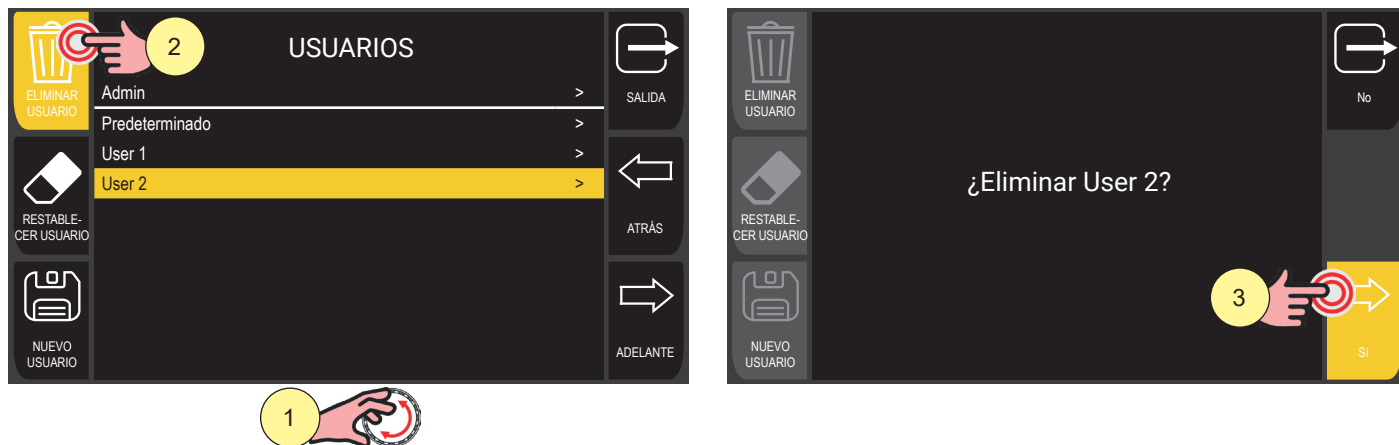 2
USUARIOS
ELIMINAR
USUARIO
Admin >
SALIDA
Predeterminado >
User 1 >
User 2 >
RESTABLE-
CER USUARIO
ATRÁS
NUEVO
USUARIO
ADELANTE
1
ELIMINAR
USUARIO
No
¿Eliminar User 2?
RESTABLE-
CER USUARIO
3
NUEVO
USUARIO
Sí